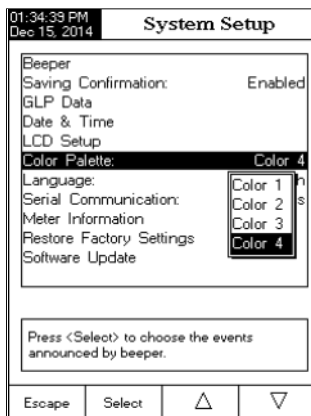 01:34:39 PM
Dec 15, 2014
System Setup
Beeper
Saving Confirmation: Enabled
GLP Data
Date & Time
LCD Setup
Color Palette: Color 4
Language: h
Serial Communication: s
Meter Information
Restore Factory Settings
Software Update
Color 1
Color 2
Color 3
Color 4
Press <Select> to choose the events
announced by beeper.
Escape Select